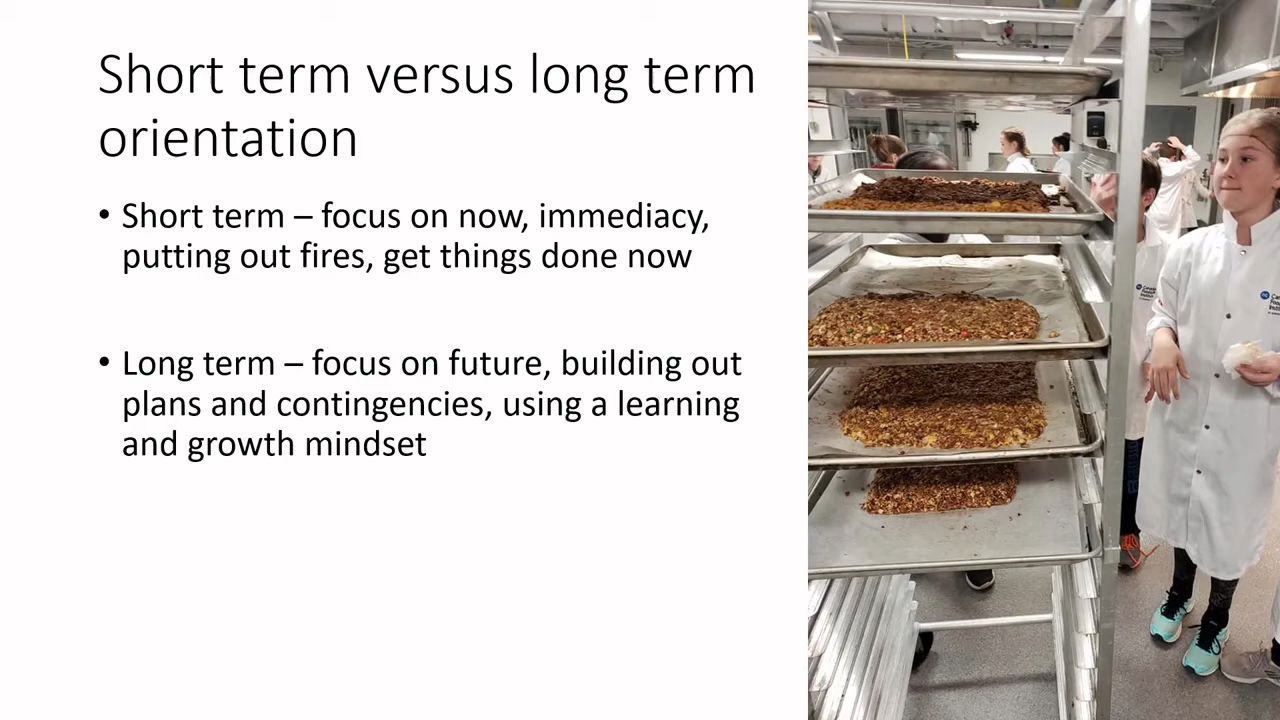 Short term versus long term
orientation
• Short term – focus on now, immediacy,
putting out fires, get things done now
• Long term – focus on future, building out
plans and contingencies, using a learning
and growth mindset